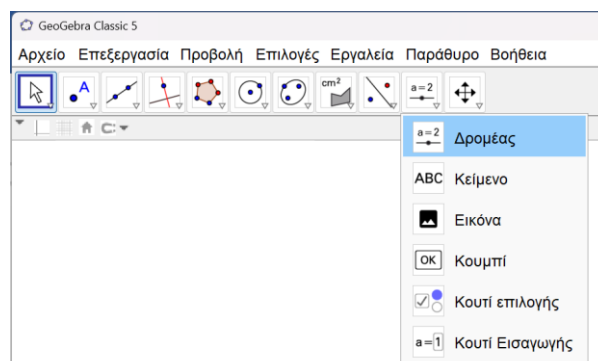 GeoGebra Classic 5
Αρχείο Επεξεργασία Προβολή Επιλογές Εργαλεία Παράθυρο Βοήθεια
A cm² a=2
a=2 Δρομέας
ABC Κείμενο
Εικόνα
OK Κουμπί
Κουτί επιλογής
a=1 Κουτί Εισαγωγής